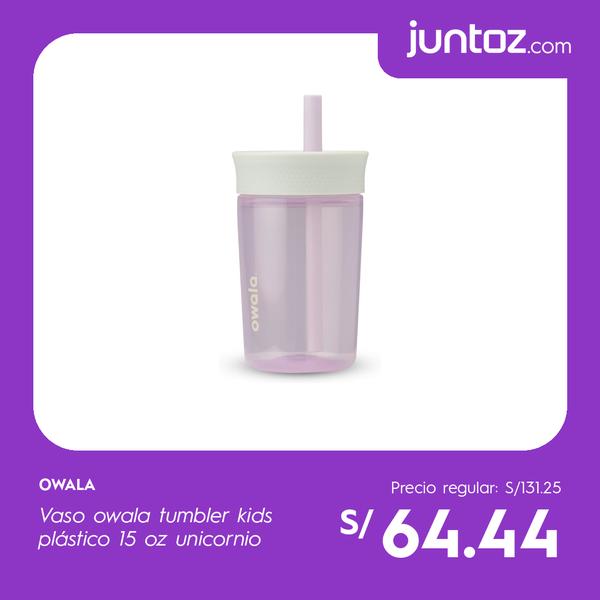 juntoz.com
owala
OWALA
Vaso owala tumbler kids
plástico 15 oz unicornio
Precio regular: S/131.25
S/64.44